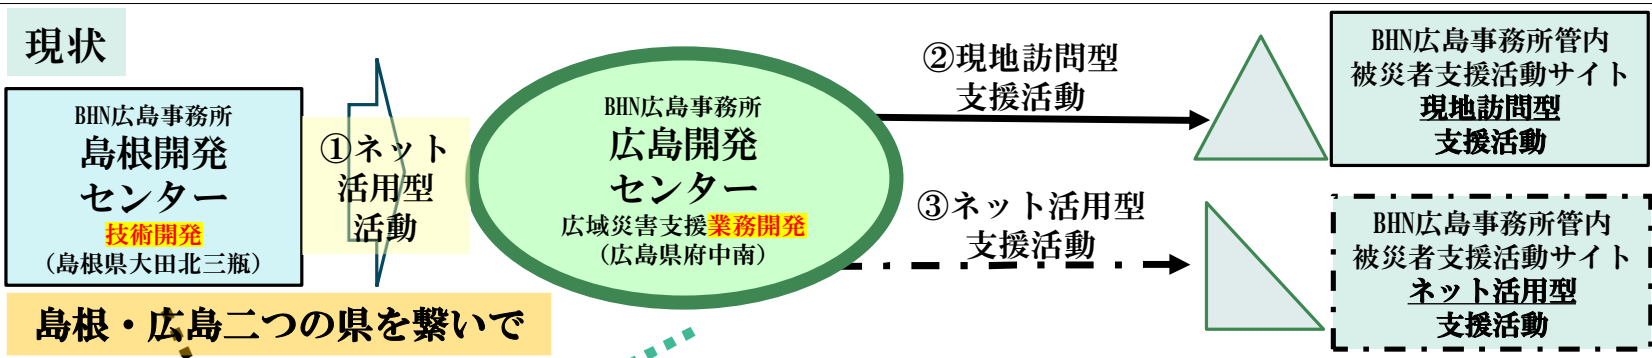 現状
BHN広島事務所
島根開発
センター
技術開発
(島根県大田北三瓶)
①ネット
活用型
活動
BHN広島事務所
広島開発
センター
広域災害支援業務開発
(広島県府中南)
②現地訪問型
支援活動
③ネット活用型
支援活動
BHN広島事務所管内
被災者支援活動サイト
現地訪問型
支援活動
BHN広島事務所管内
被災者支援活動サイト
ネット活用型
支援活動
島根・広島二つの県を繋いで